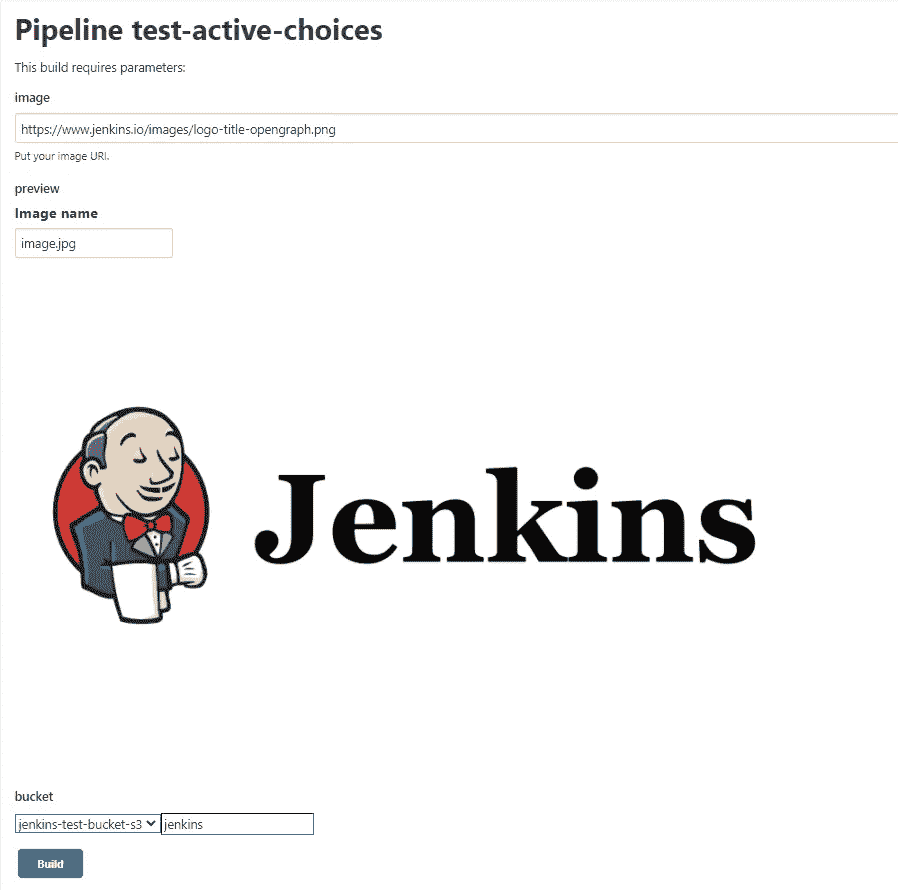 Pipeline test-active-choices
This build requires parameters:
image
https://www.jenkins.io/images/logo-title-opengraph.png
Put your image URI.
preview
Image name
image.jpg
Jenkins
bucket
jenkins-test-bucket-s3 jenkins
Build